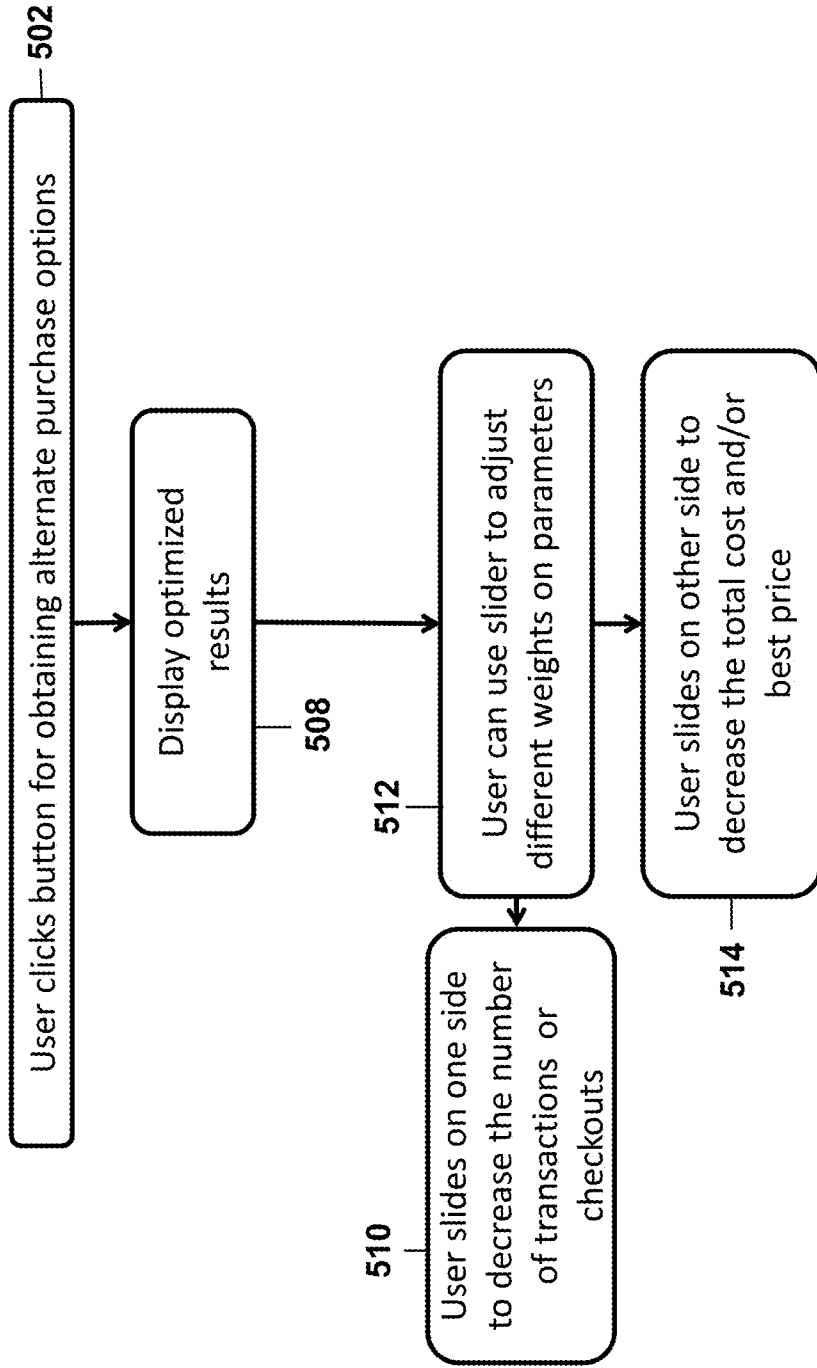 502
User clicks button for obtaining alternate purchase options
Display optimized
results
508
512
User can use slider to adjust
different weights on parameters
510
User slides on one side
to decrease the number
of transactions or
checkouts
User slides on other side to
decrease the total cost and/or
best price
514